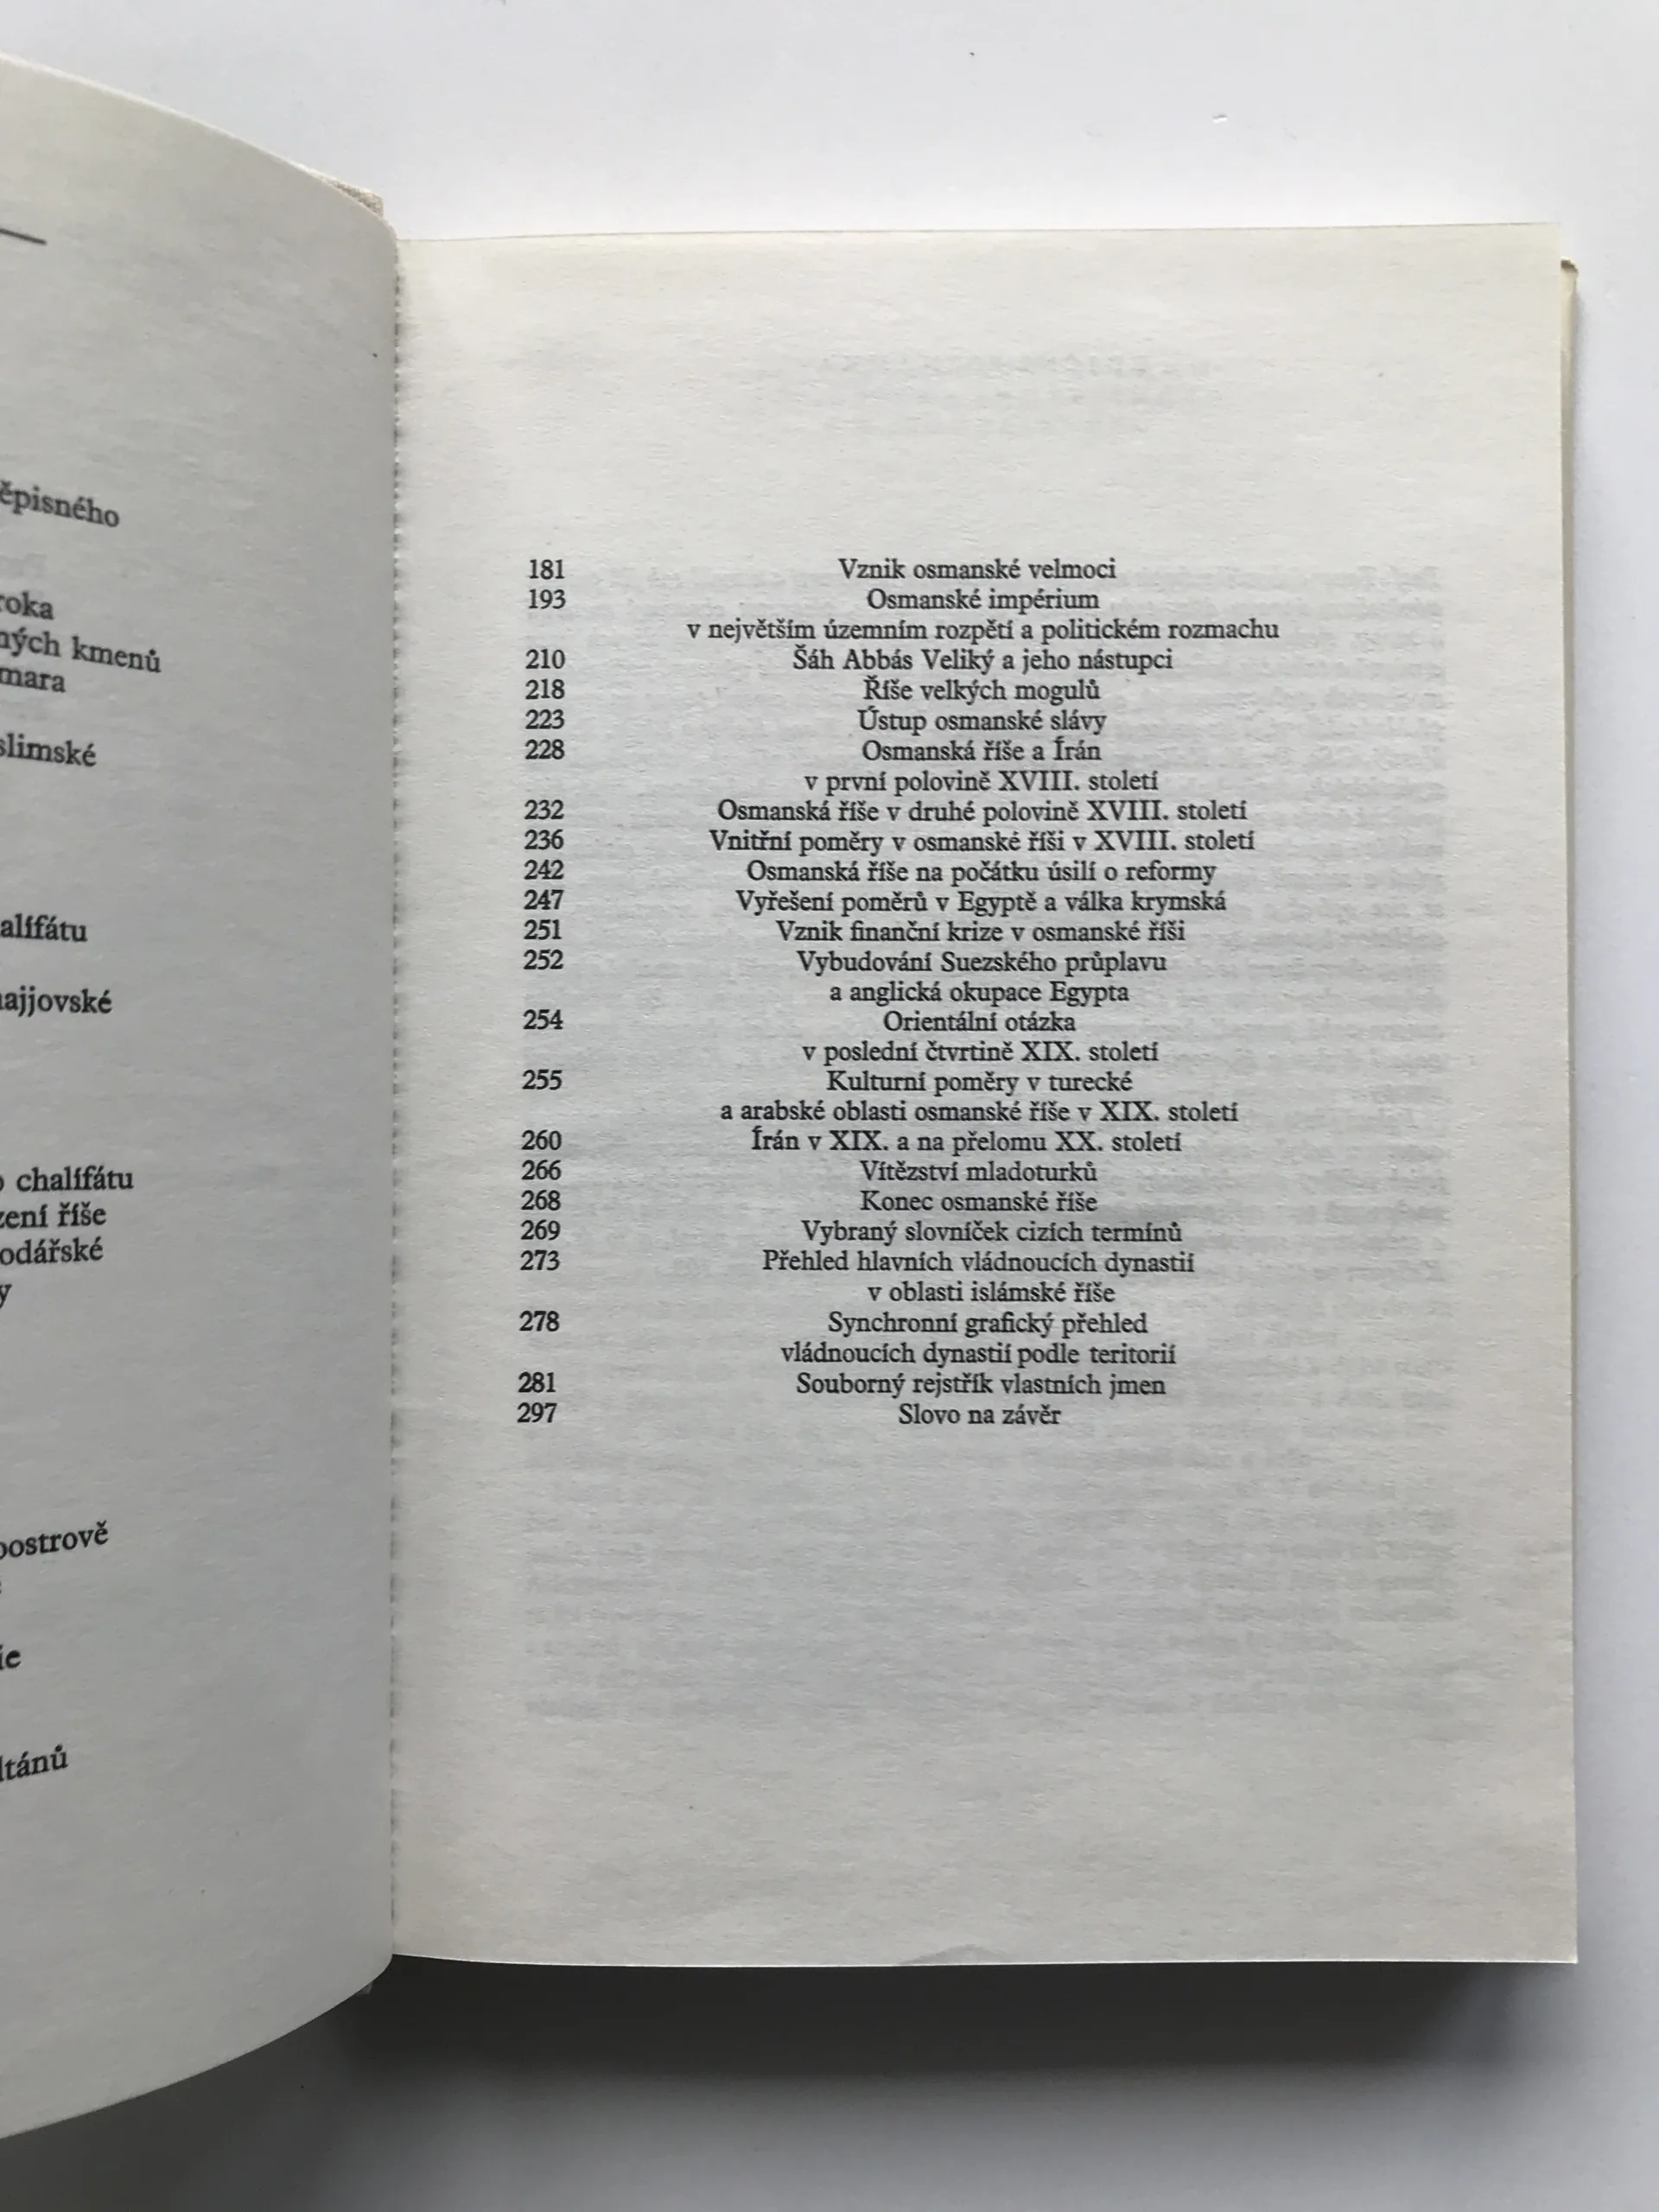 roka
kmenů
chalífátu
říše
181 Vznik osmanské velmoci
193 Osmanské impérium
v největším územním rozpětí a politickém rozmachu
210 Šáh Abbás Veliký a jeho nástupci
218 Říše velkých mogulů
223 Ústup osmanské slávy
228 Osmanská říše a Írán
v první polovině XVIII. století
232 Osmanská říše v druhé polovině XVIII. století
236 Vnitřní poměry v osmanské říši v XVIII. století
242 Osmanská říše na počátku úsilí o reformy
247 Vyřešení poměrů v Egyptě a válka krymská
251 Vznik finanční krize v osmanské říši
252 Vybudování Suezského průplavu
a anglická okupace Egypta
254 Orientální otázka
v poslední čtvrtině XIX. století
255 Kulturní poměry v turecké
a arabské oblasti osmanské říše v XIX. století
260 Írán v XIX. a na přelomu XX. století
266 Vítězství mladoturků
268 Konec osmanské říše
269 Vybraný slovníček cizích termínů
273 Přehled hlavních vládnoucích dynastií
v oblasti islámské říše
278 Synchronní grafický přehled
vládnoucích dynastií podle teritorií
281 Souborný rejstřík vlastních jmen
297 Slovo na závěr